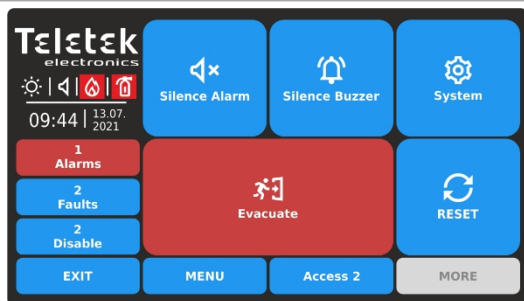 Teletek
electronics
09:44
13.07.
2021
1
Alarms
2
Faults
2
Disable
EXIT
Silence Alarm
Silence Buzzer
System
Evacuate
RESET
MENU
Access 2
MORE